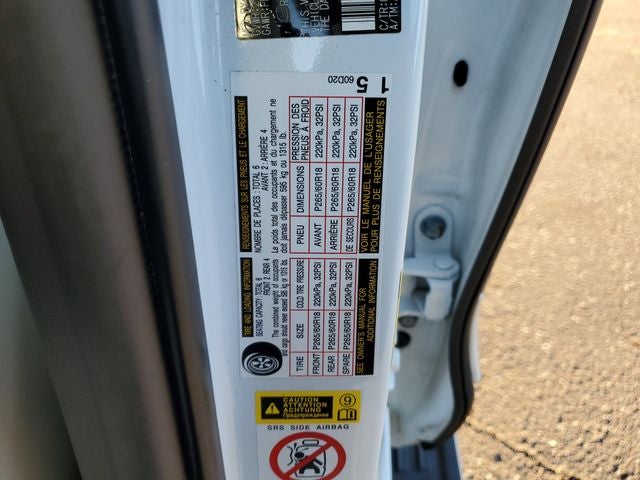 TIRE AND LOADING INFORMATION
SEATING CAPACITY: TOTAL 6
FRONT 2 : REAR 4
The combined weight of occupants
and cargo should never exceed 595 kg or 1315 lbs.
TIRE SIZE COLD TIRE PRESSURE
FRONT P265/60R18 220kPa, 32PSI
REAR P265/60R18 220kPa, 32PSI
SPARE P265/60R18 220kPa, 32PSI
SEE OWNER'S MANUAL FOR
ADDITIONAL INFORMATION
RENSEIGNEMENTS SUR LES PNEUS ET LE CHARGEMENT
NOMBRE DE PLACES : TOTAL 6
AVANT 2 : ARRIÈRE 4
Le poids total des occupants et du chargement ne
doit jamais dépasser 595 kg ou 1315 lb.
PNEU DIMENSIONS PRESSION DES
PNEUS À FROID
AVANT P265/60R18 220kPa, 32PSI
ARRIÈRE P265/60R18 220kPa, 32PSI
DE SECOURS P265/60R18 220kPa, 32PSI
VOIR LE MANUEL DE L'USAGER
POUR PLUS DE RENSEIGNEMENTS
60D20
1 5
CAUTION
ATTENTION
ACHTUNG
Предупреждение
9
SRS SIDE AIRBAG
C/TR:
A/TM: